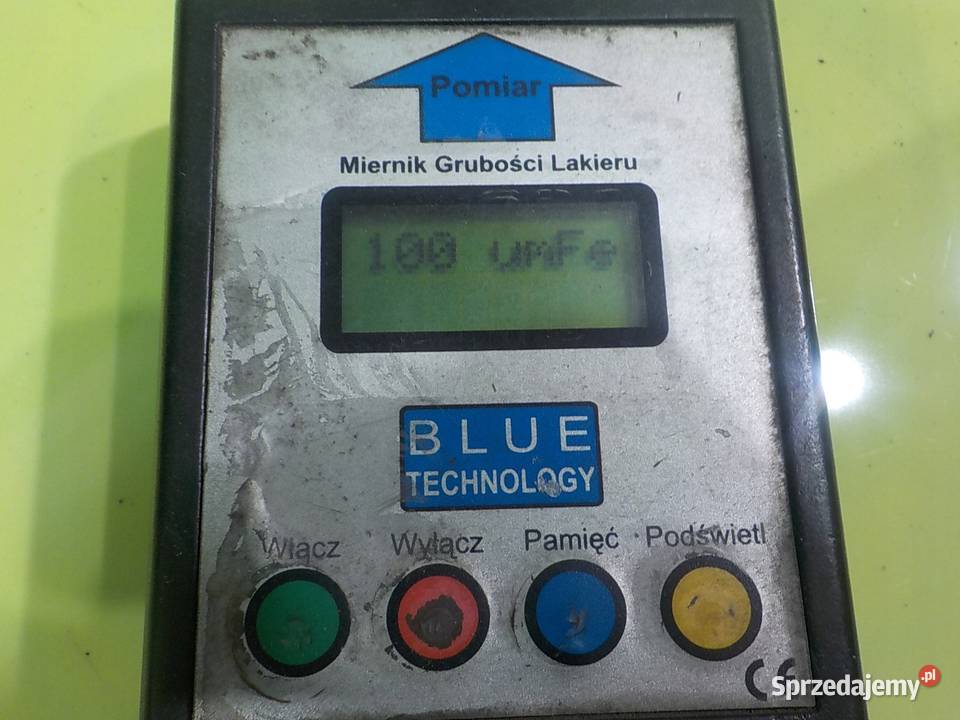 Pomiar
Miernik Grubości Lakieru
100 umFe
BLUE
TECHNOLOGY
Włącz Wyłącz Pamięć Podświetl
CE
Sprzedajemy.pl